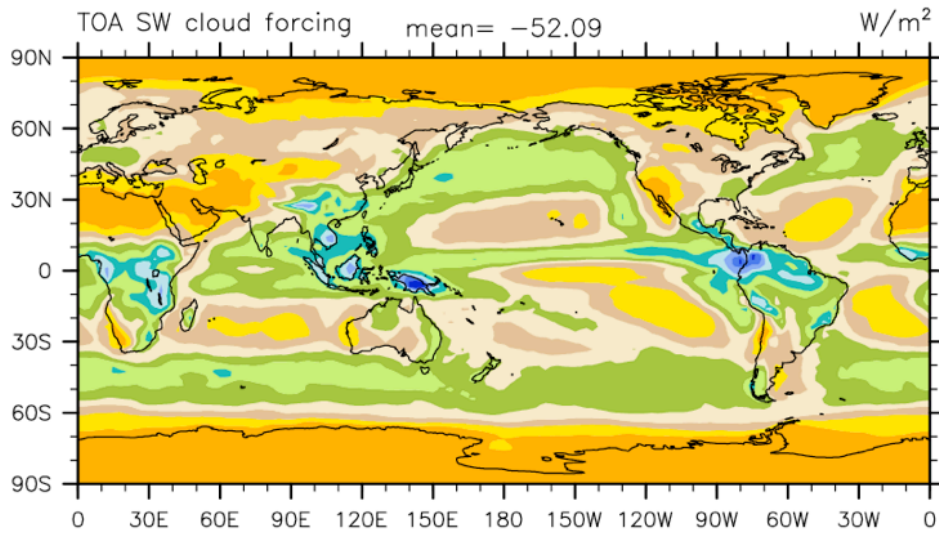 TOA SW cloud forcing mean= −52.09 W/m²
90N
60N
30N
0
30S
60S
90S
0 30E 60E 90E 120E 150E 180 150W 120W 90W 60W 30W 0